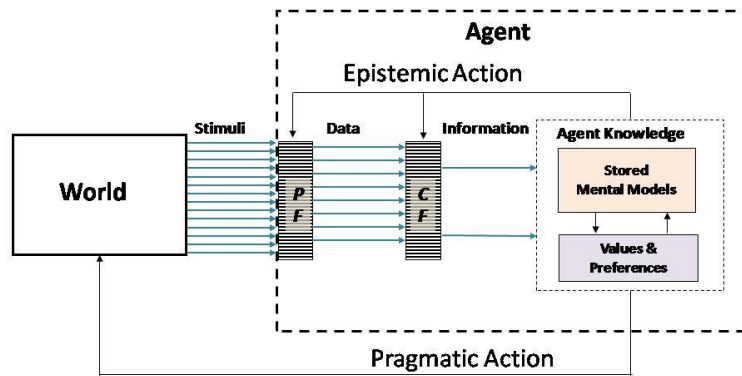 Agent
Epistemic Action
Stimuli
Data
Information
Agent Knowledge
World
P
F
C
F
Stored
Mental Models
Values &
Preferences
Pragmatic Action